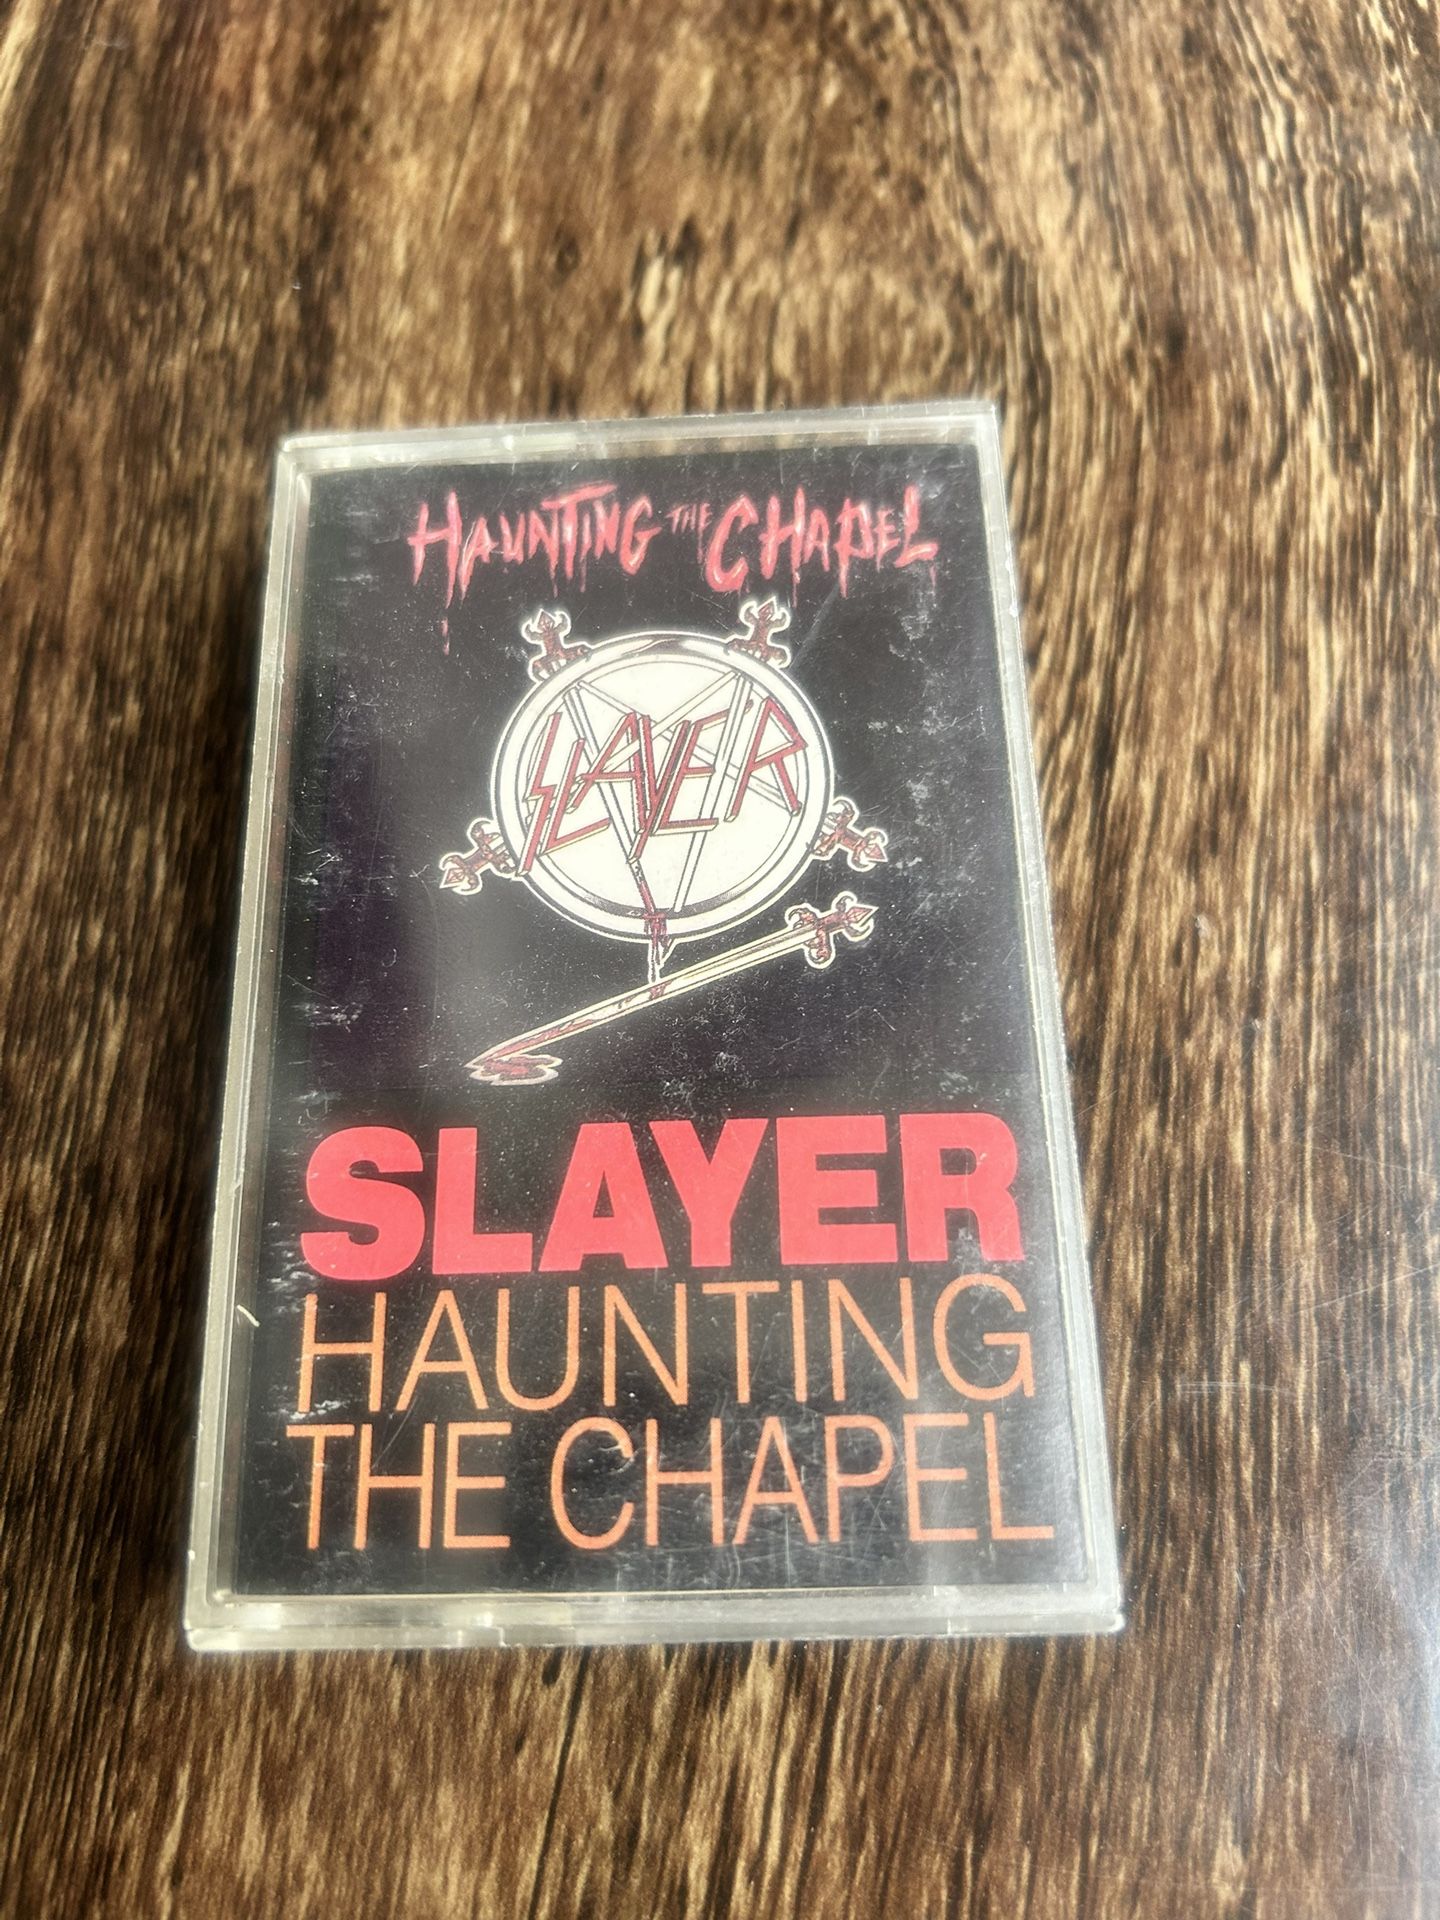 HAUNTING THE CHAPEL
SLAYER
SLAYER
HAUNTING
THE CHAPEL